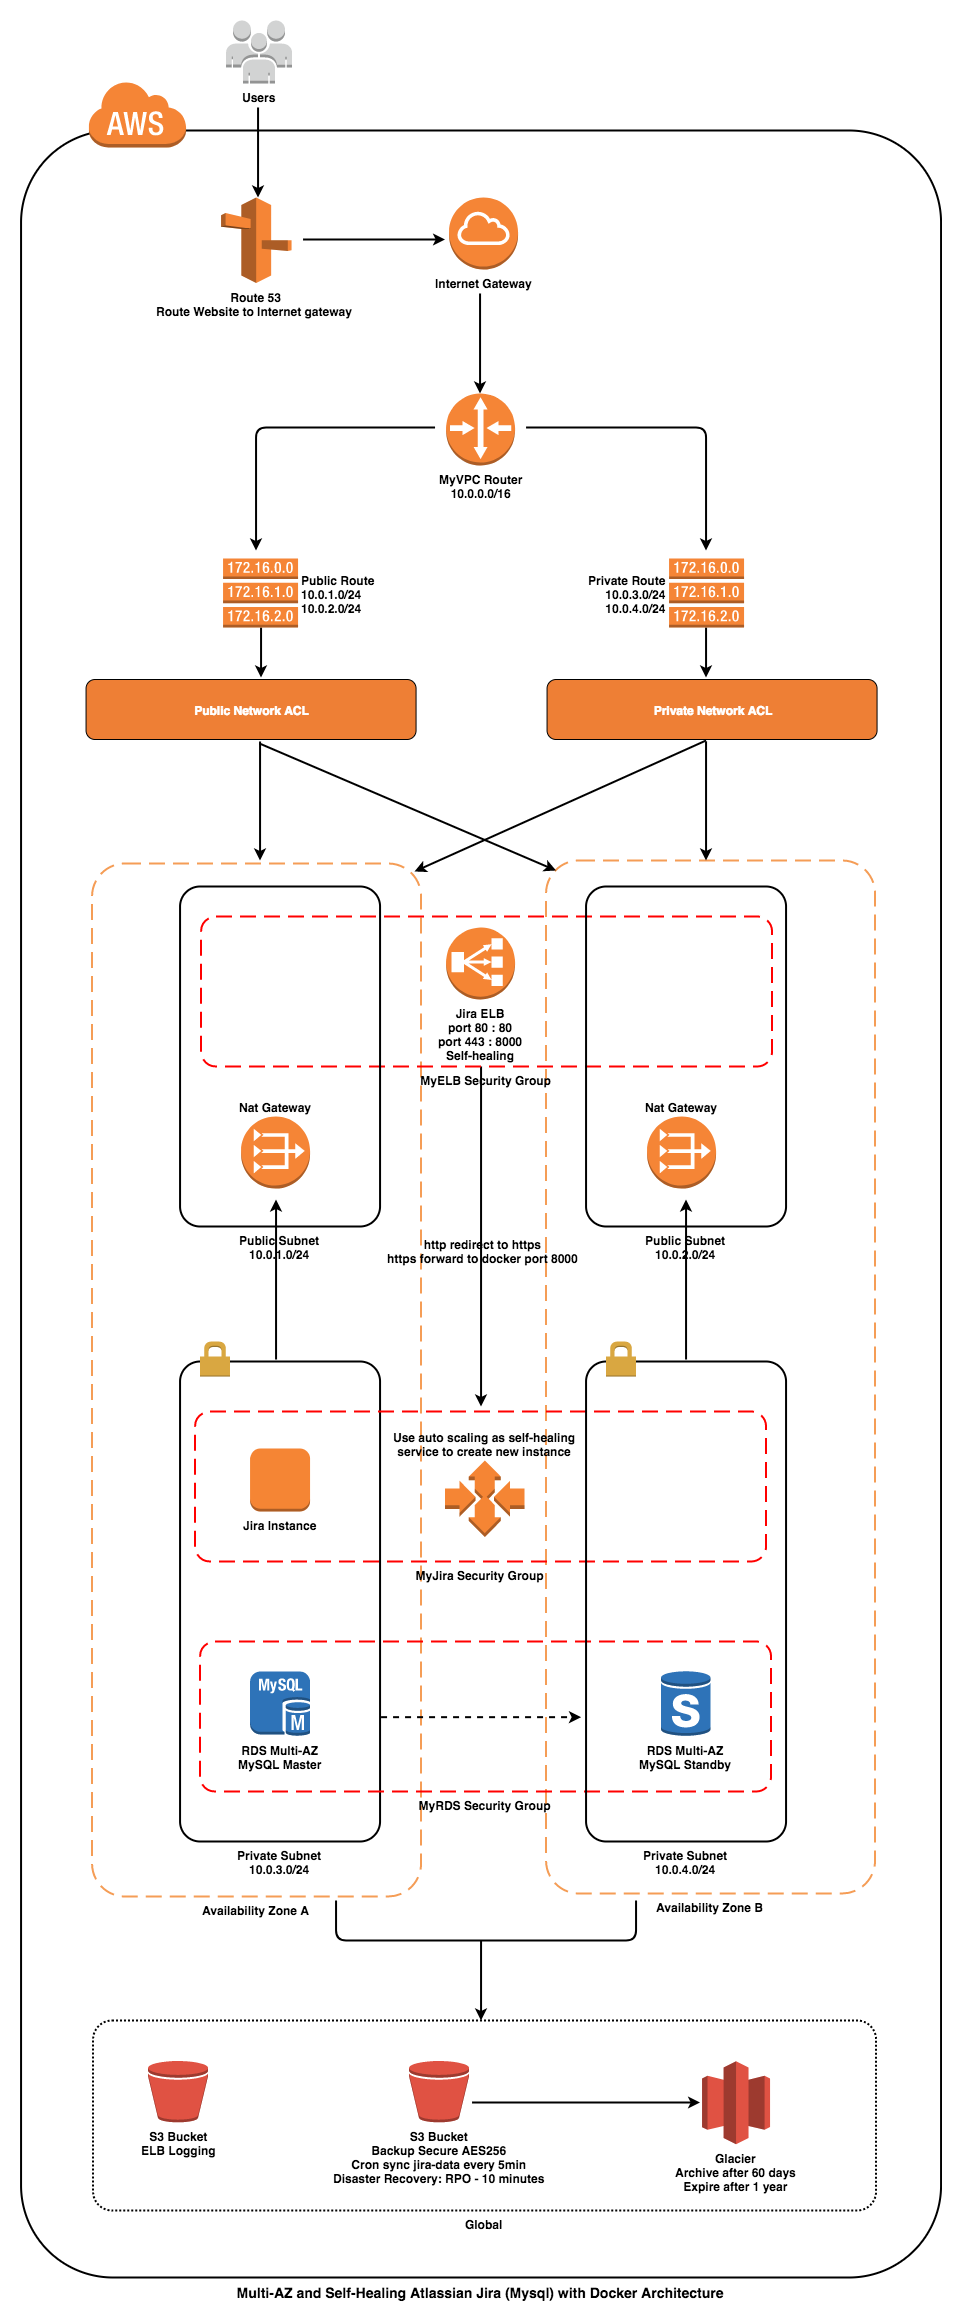 Users
AWS
Route 53
Route Website to Internet gateway
Internet Gateway
MyVPC Router
10.0.0.0/16
172.16.0.0
172.16.1.0
172.16.2.0
Public Route
10.0.1.0/24
10.0.2.0/24
Private Route
10.0.3.0/24
10.0.4.0/24
172.16.0.0
172.16.1.0
172.16.2.0
Public Network ACL
Private Network ACL
Jira ELB
port 80 : 80
port 443 : 8000
Self-healing
MyELB Security Group
Nat Gateway
Nat Gateway
Public Subnet
10.0.1.0/24
http redirect to https
https forward to docker port 8000
Public Subnet
10.0.2.0/24
Use auto scaling as self-healing
service to create new instance
Jira Instance
MyJira Security Group
MySQL
M
RDS Multi-AZ
MySQL Master
S
RDS Multi-AZ
MySQL Standby
MyRDS Security Group
Private Subnet
10.0.3.0/24
Private Subnet
10.0.4.0/24
Availability Zone A
Availability Zone B
S3 Bucket
ELB Logging
S3 Bucket
Backup Secure AES256
Cron sync jira-data every 5min
Disaster Recovery: RPO - 10 minutes
Glacier
Archive after 60 days
Expire after 1 year
Global
Multi-AZ and Self-Healing Atlassian Jira (Mysql) with Docker Architecture